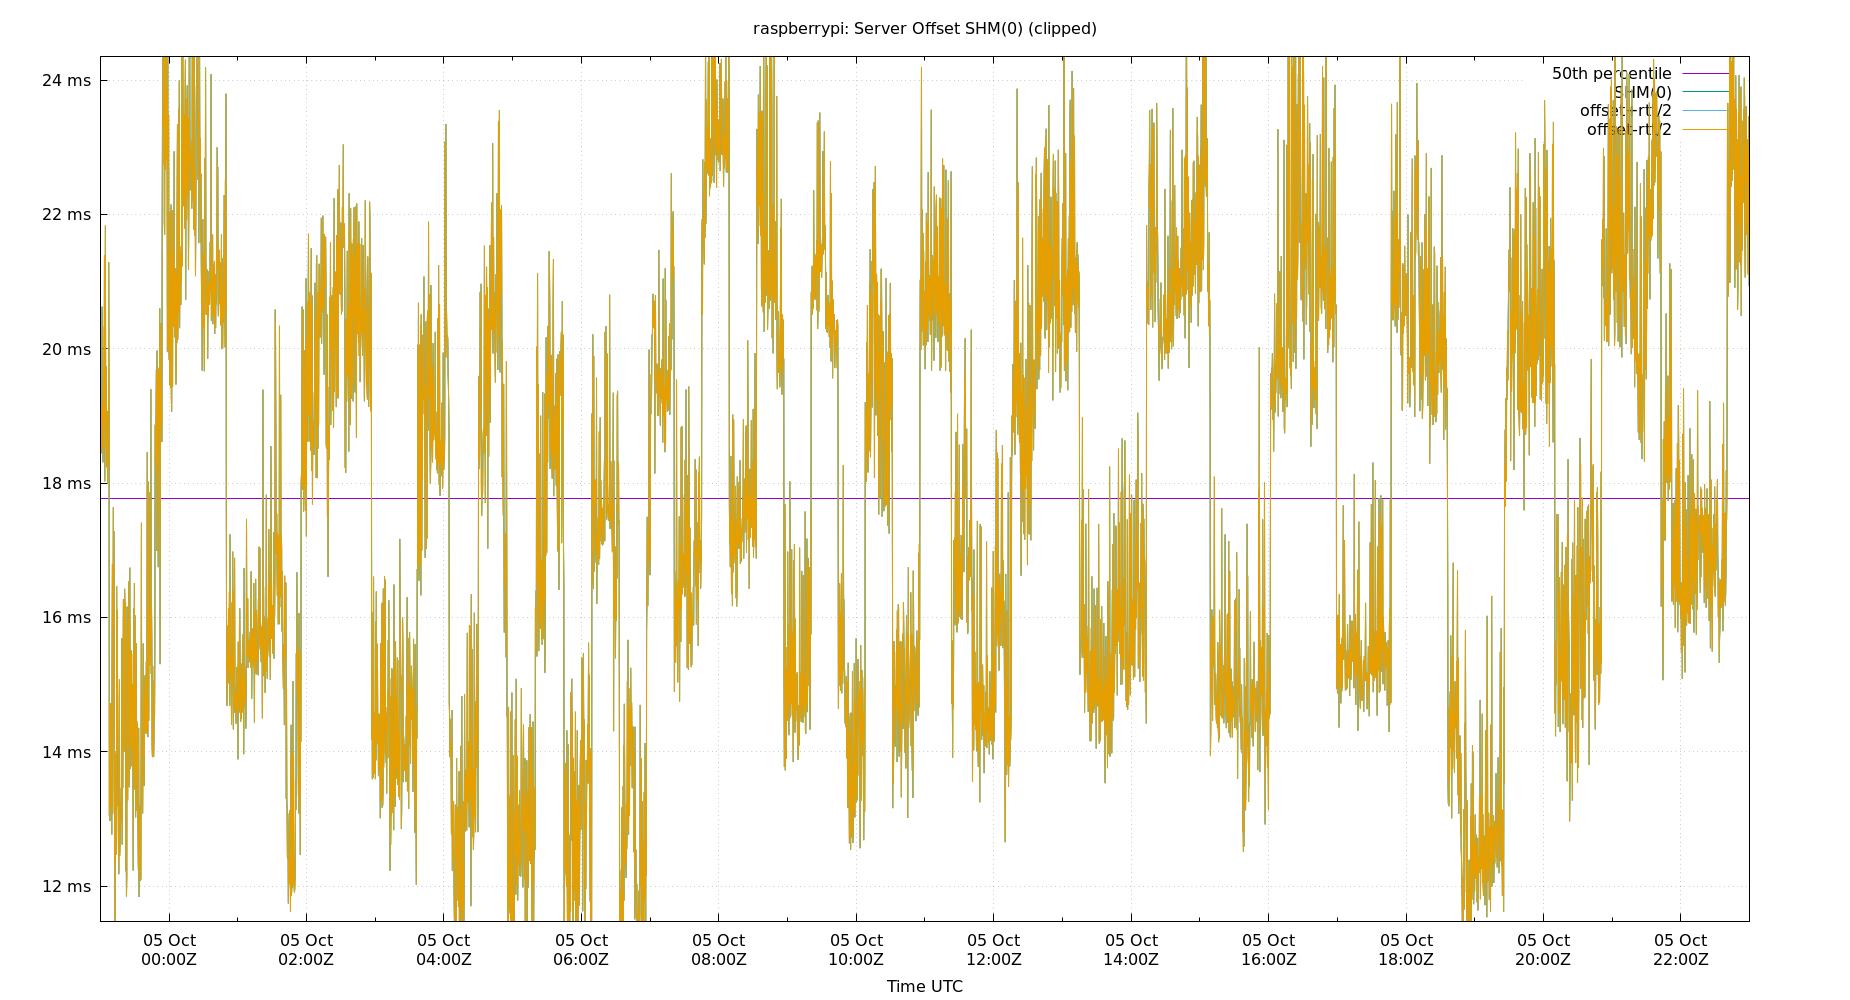 raspberrypi: Server Offset SHM(0) (clipped)
24 ms
22 ms
20 ms
18 ms
16 ms
14 ms
12 ms
50th percentile
SHM(0)
offset+rtt/2
offset-rtt/2
05 Oct 05 Oct 05 Oct 05 Oct 05 Oct 05 Oct 05 Oct 05 Oct 05 Oct 05 Oct 05 Oct 05 Oct
00:00Z 02:00Z 04:00Z 06:00Z 08:00Z 10:00Z 12:00Z 14:00Z 16:00Z 18:00Z 20:00Z 22:00Z
Time UTC